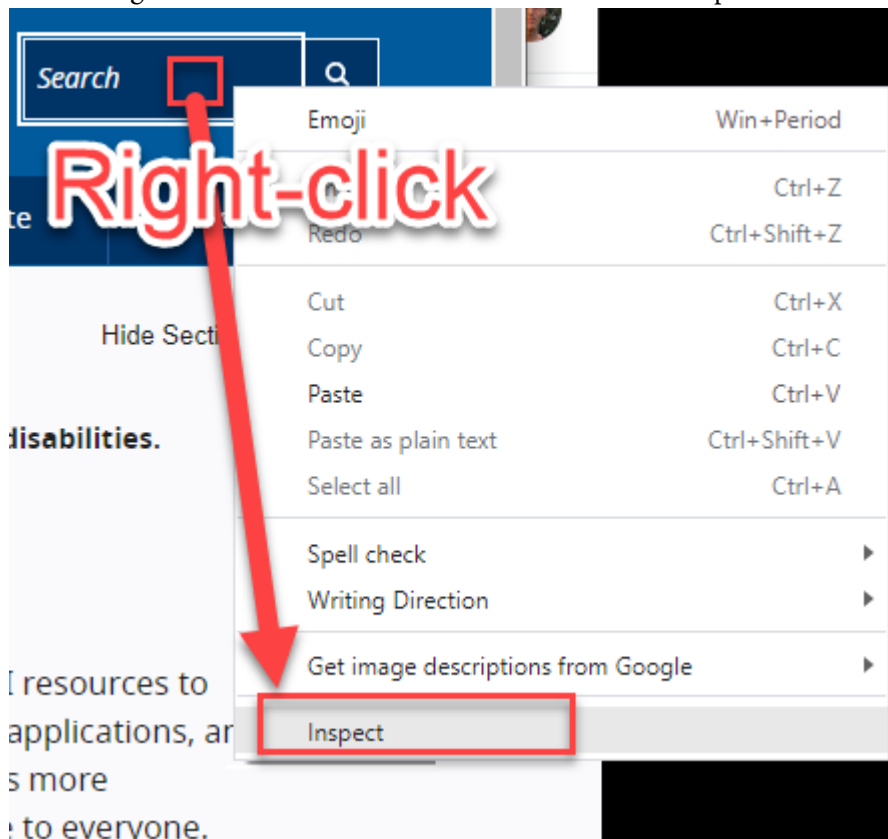 Search
Emoji Win+Period
Right-click
Ctrl+Z
te
Redo Ctrl+Shift+Z
Cut Ctrl+X
Hide Secti
Copy Ctrl+C
Paste Ctrl+V
disabilities.
Paste as plain text Ctrl+Shift+V
Select all Ctrl+A
Spell check
Writing Direction
Get image descriptions from Google
resources to
Inspect
applications, ar
s more
to everyone.